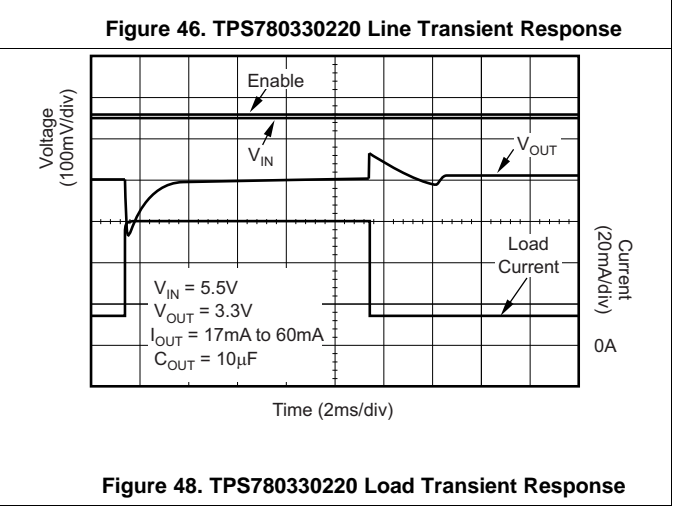 Figure 46. TPS780330220 Line Transient Response
Enable
V_IN
V_OUT
Voltage
(100mV/div)
Load
Current
Current
(20mA/div)
V_IN = 5.5V
V_OUT = 3.3V
I_OUT = 17mA to 60mA
C_OUT = 10μF
0A
Time (2ms/div)
Figure 48. TPS780330220 Load Transient Response